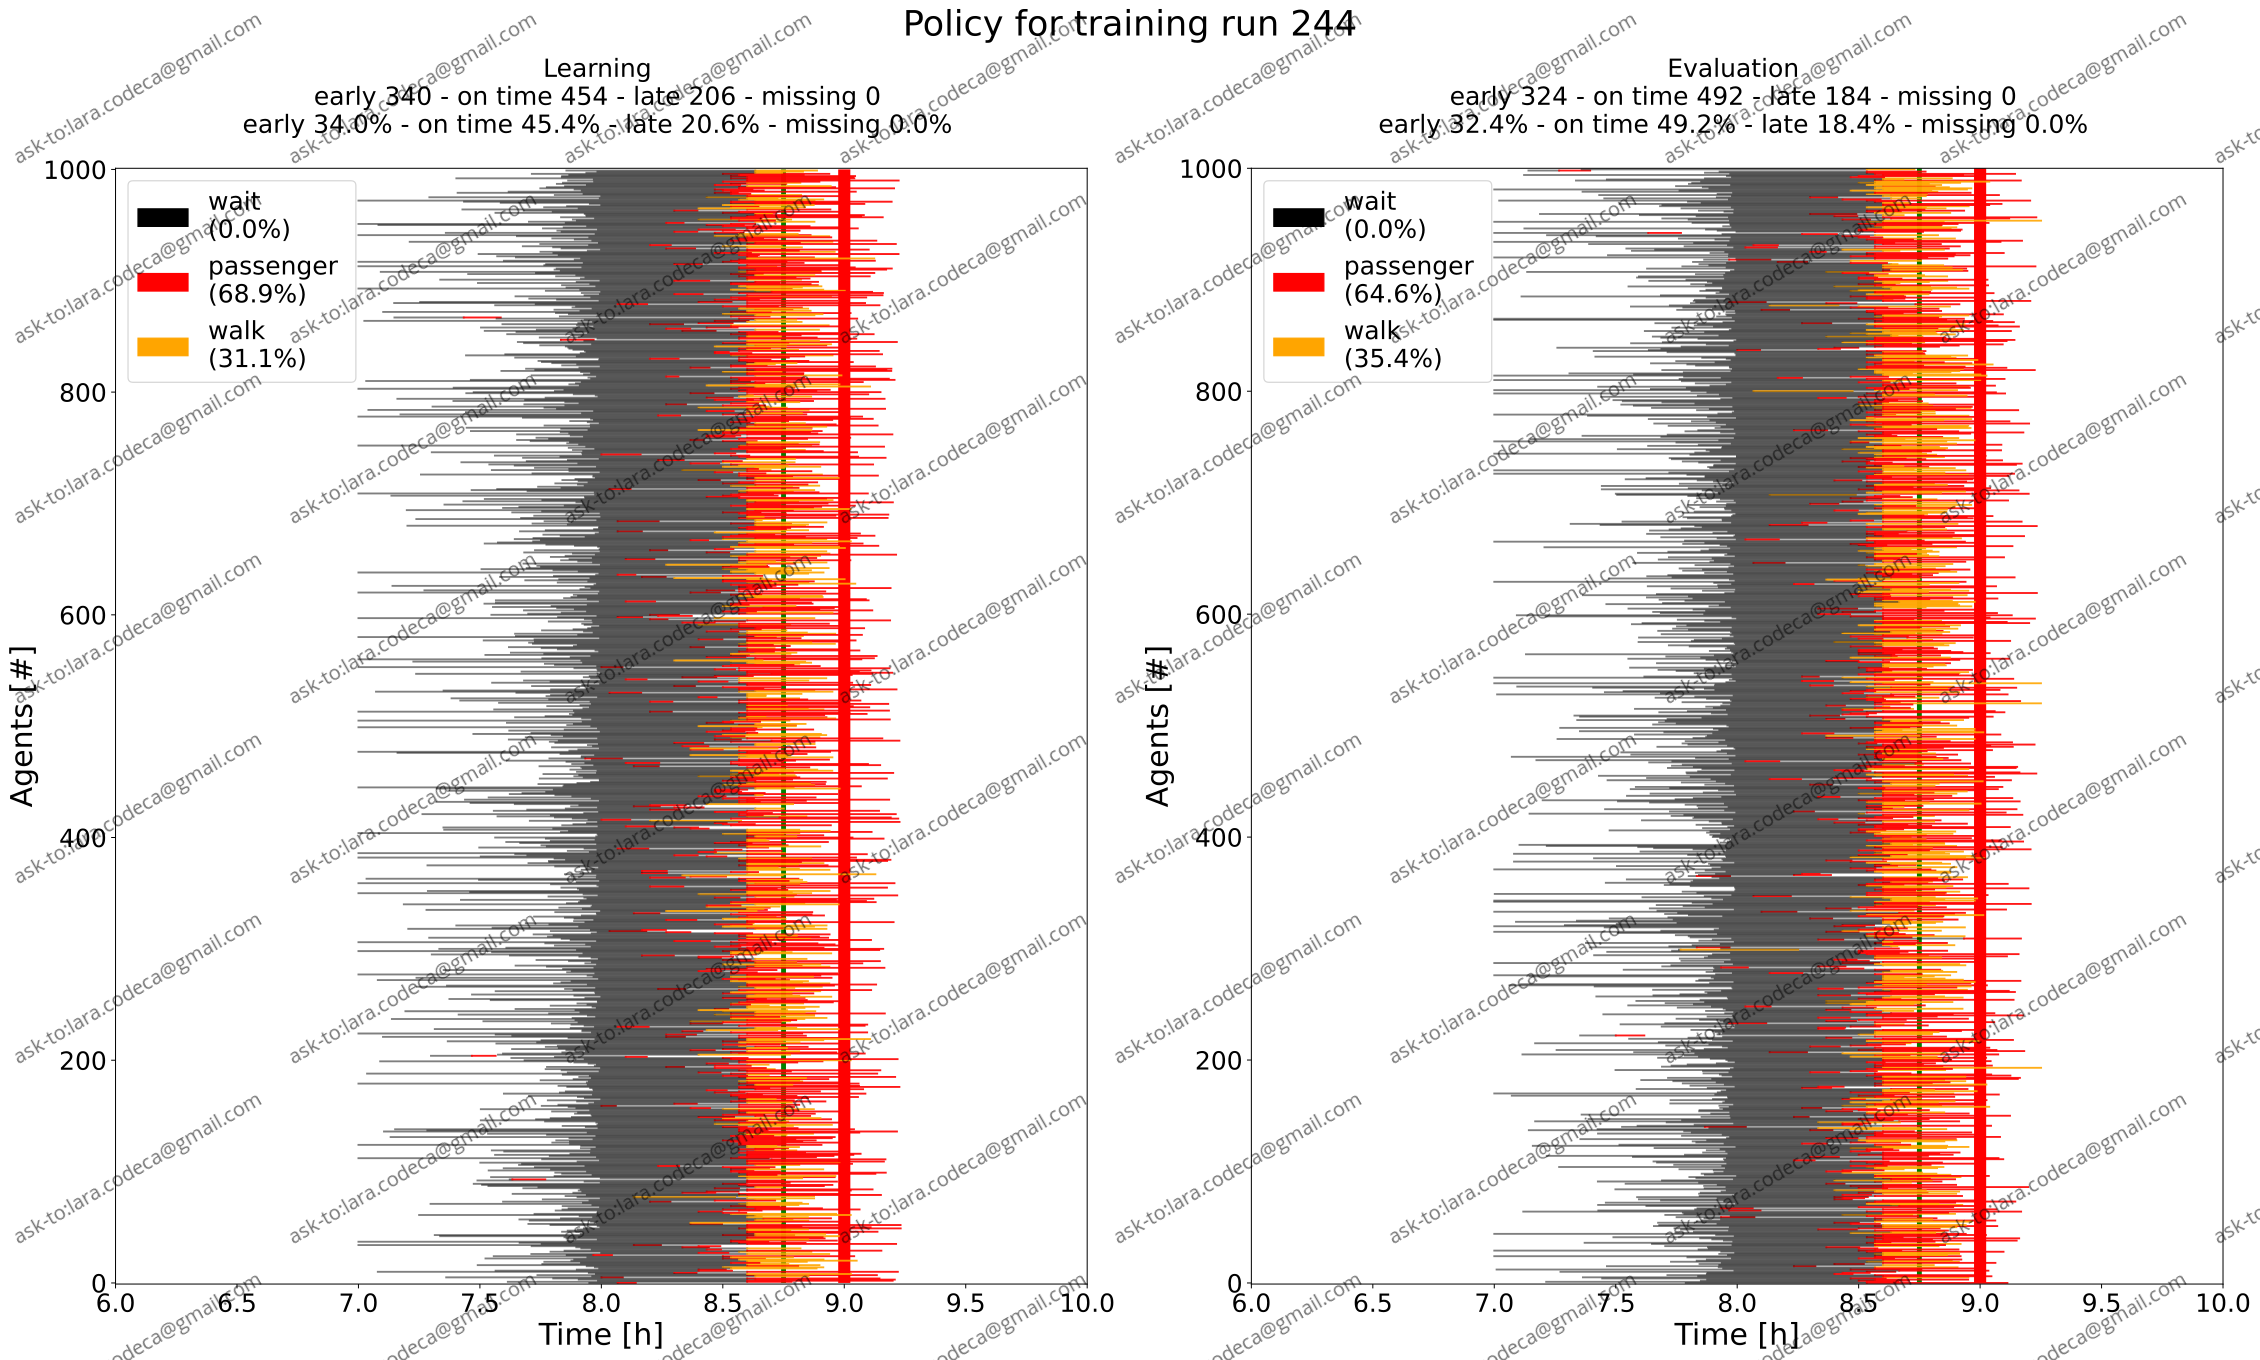 Policy for training run 244
Learning
early 340 - on time 454 - late 206 - missing 0
early 34.0% - on time 45.4% - late 20.6% - missing 0.0%
Evaluation
early 324 - on time 492 - late 184 - missing 0
early 32.4% - on time 49.2% - late 18.4% - missing 0.0%
wait
(0.0%)
passenger
(68.9%)
walk
(31.1%)
1000
800
600
400
200
0
Agents [#]
6.0 6.5 7.0 7.5 8.0 8.5 9.0 9.5 10.0
Time [h]
wait
(0.0%)
passenger
(64.6%)
walk
(35.4%)
1000
800
600
400
200
0
Agents [#]
6.0 6.5 7.0 7.5 8.0 8.5 9.0 9.5 10.0
Time [h]
ask-to:lara.codeca@gmail.com